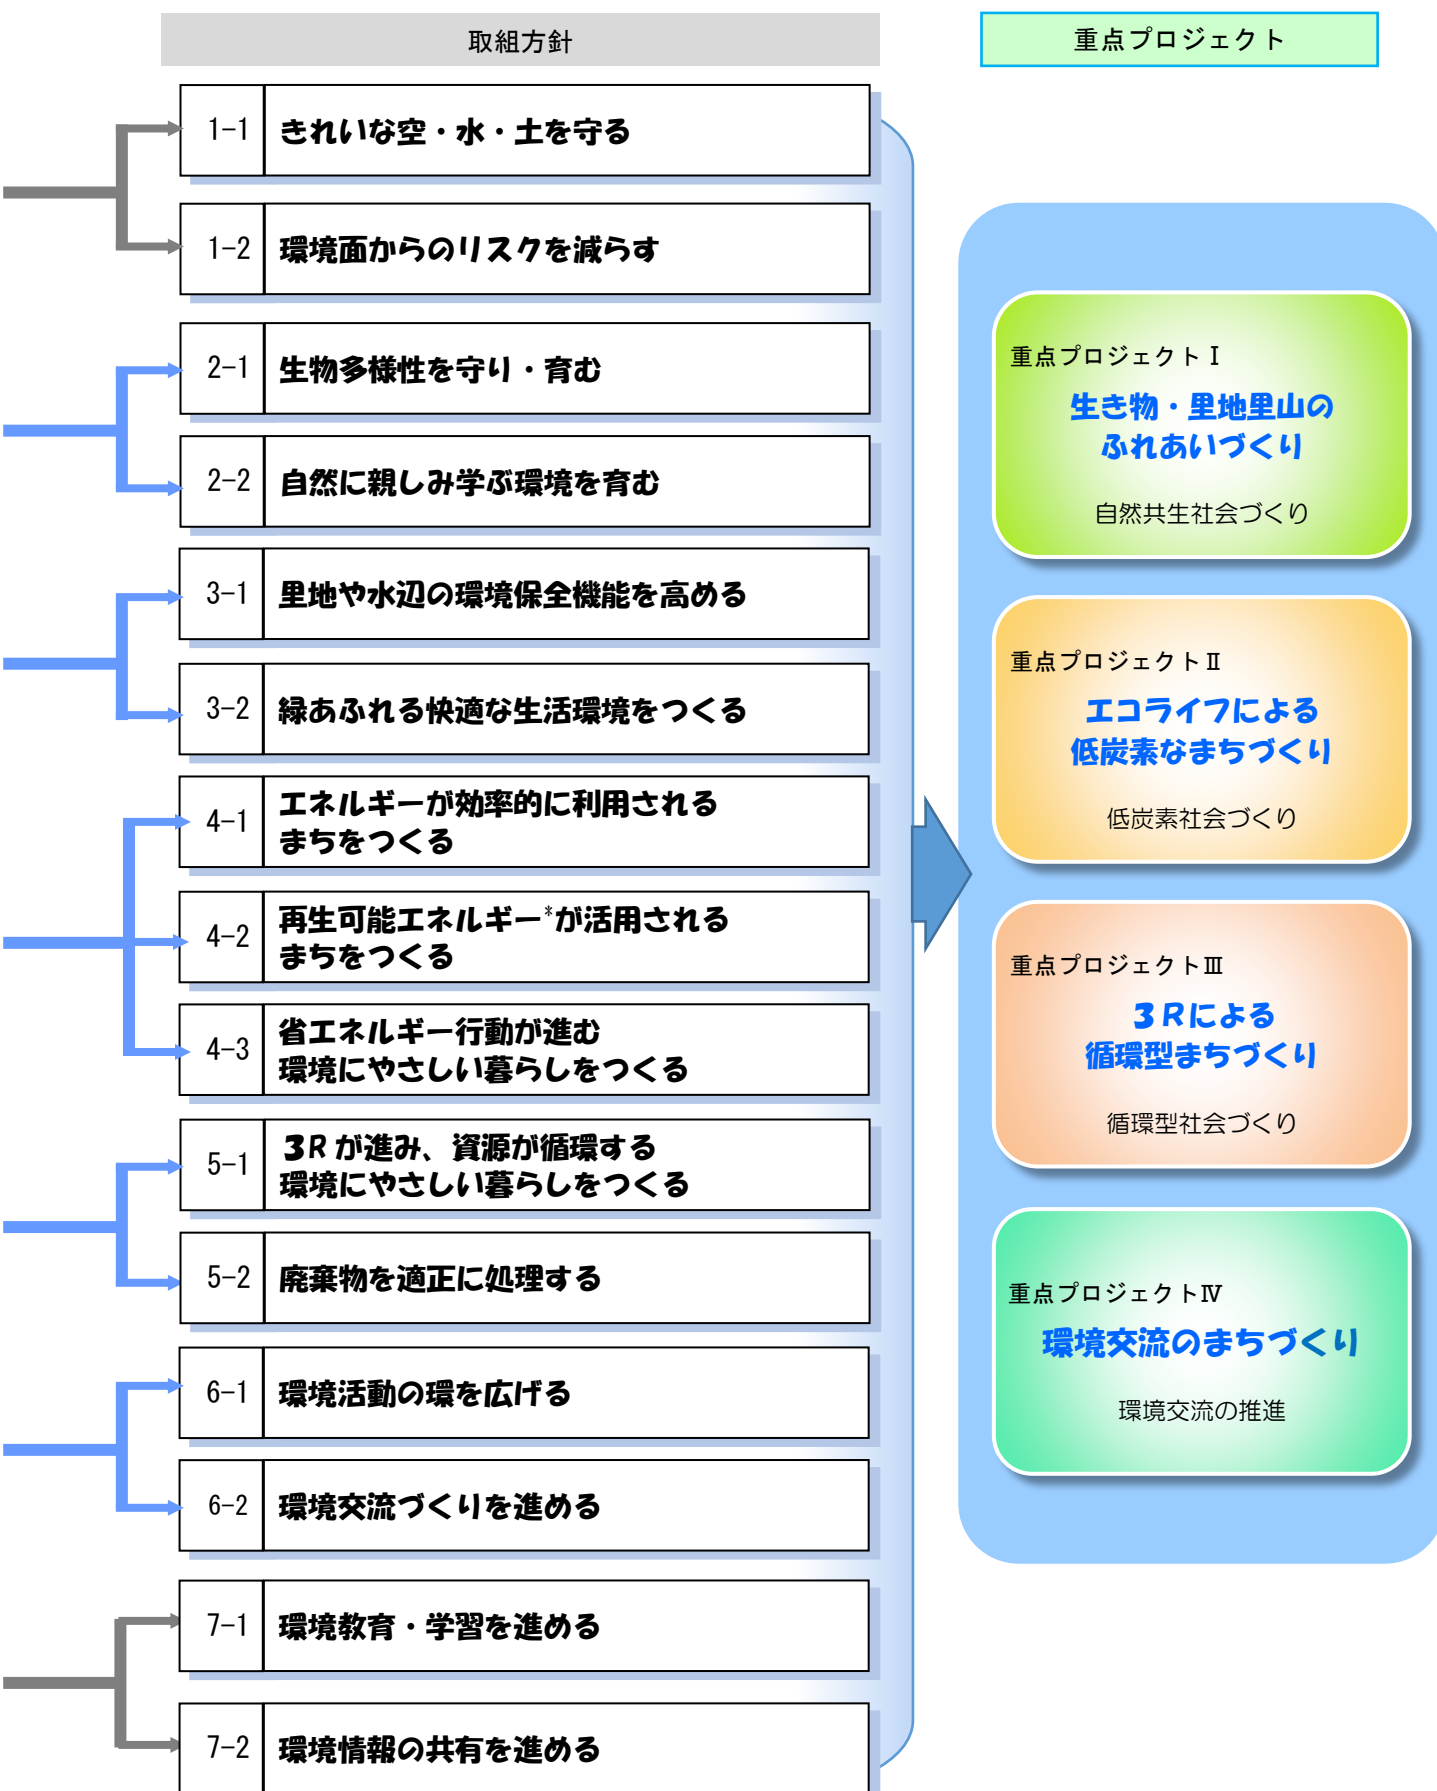 取組方針
1-1 きれいな空・水・土を守る
1-2 環境面からのリスクを減らす
2-1 生物多様性を守り・育む
2-2 自然に親しみ学ぶ環境を育む
3-1 里地や水辺の環境保全機能を高める
3-2 緑あふれる快適な生活環境をつくる
4-1 エネルギーが効率的に利用される
まちをつくる
4-2 再生可能エネルギー*が活用される
まちをつくる
4-3 省エネルギー行動が進む
環境にやさしい暮らしをつくる
5-1 3Rが進み、資源が循環する
環境にやさしい暮らしをつくる
5-2 廃棄物を適正に処理する
6-1 環境活動の環を広げる
6-2 環境交流づくりを進める
7-1 環境教育・学習を進める
7-2 環境情報の共有を進める
重点プロジェクト
重点プロジェクトⅠ
生き物・里地里山の
ふれあいづくり
自然共生社会づくり
重点プロジェクトⅡ
エコライフによる
低炭素なまちづくり
低炭素社会づくり
重点プロジェクトⅢ
3Rによる
循環型まちづくり
循環型社会づくり
重点プロジェクトⅣ
環境交流のまちづくり
環境交流の推進